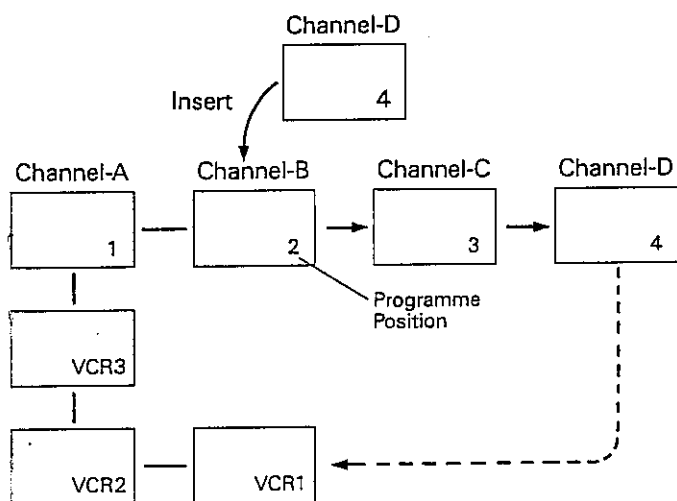 Channel-D
4
Insert
Channel-A
Channel-B
Channel-C
Channel-D
1
2
3
4
Programme
Position
VCR3
VCR2
VCR1